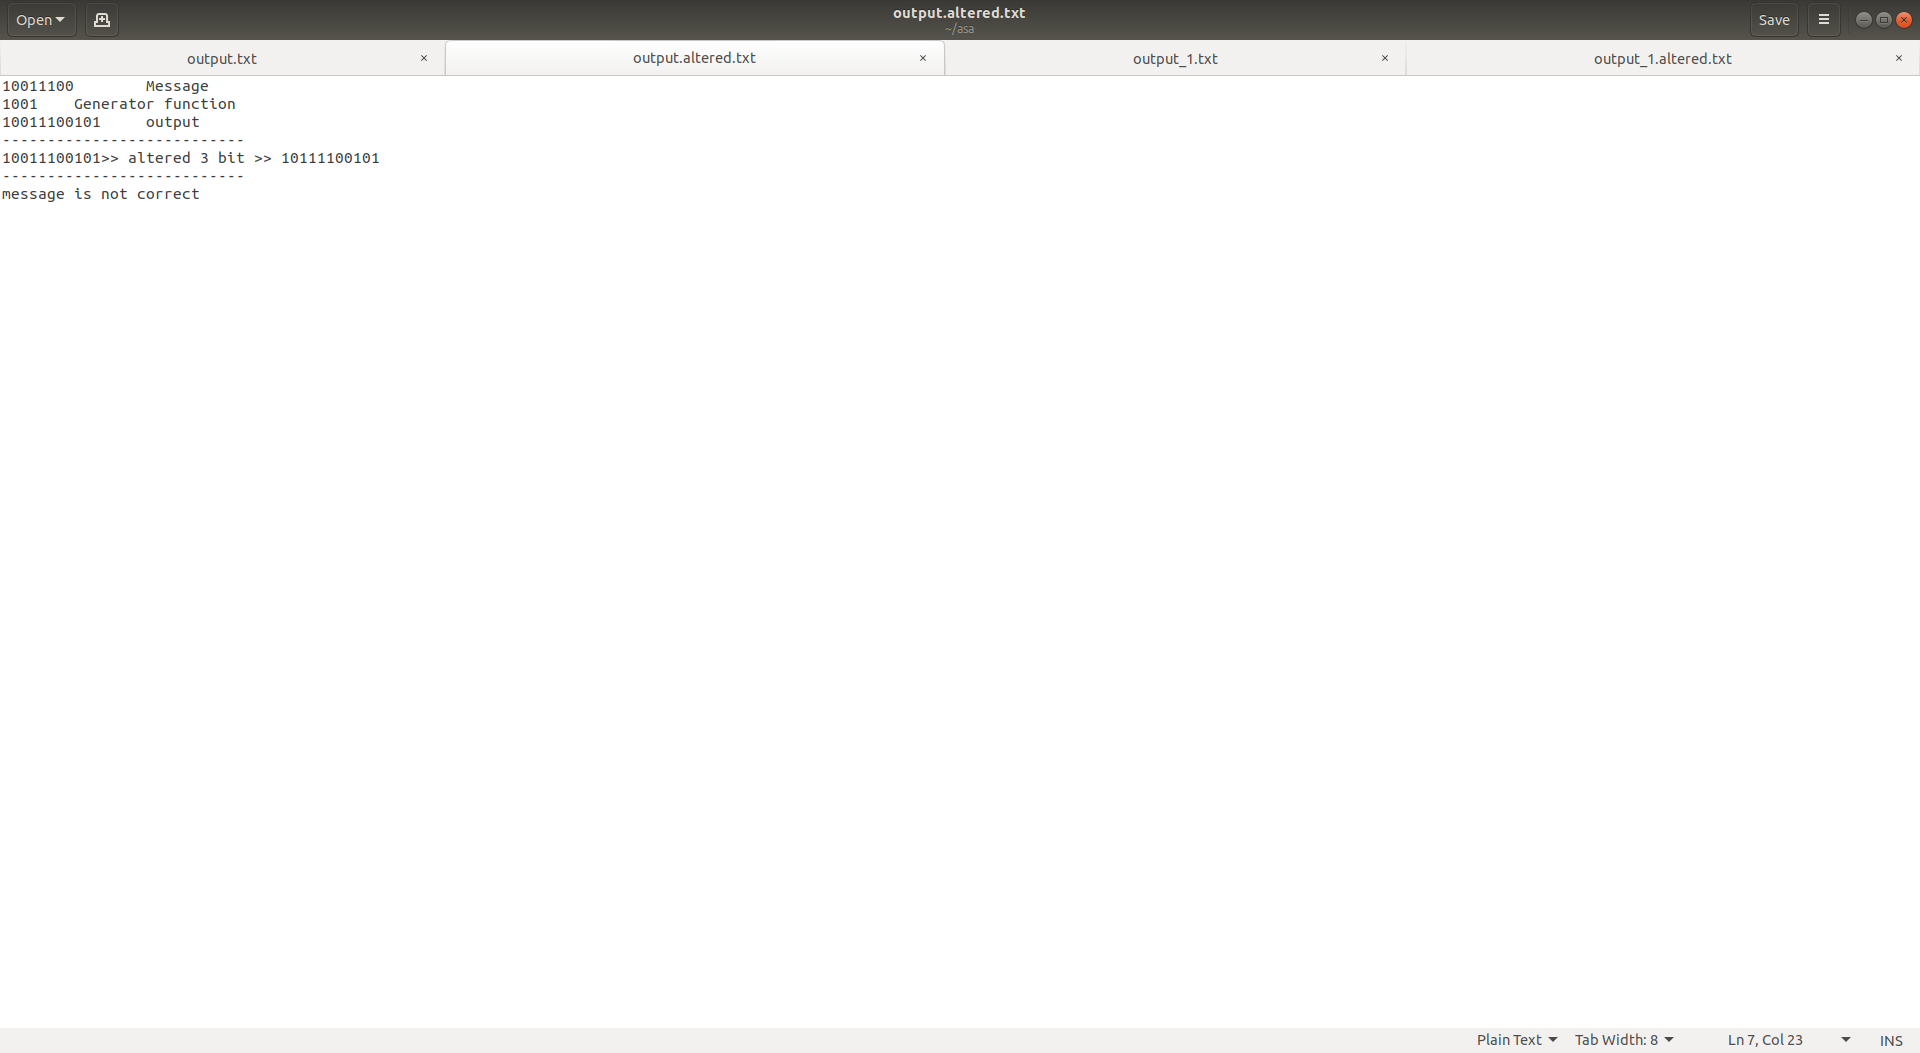 Open
output.altered.txt
~/asa
Save
output.txt
output.altered.txt
output_1.txt
output_1.altered.txt
10011100        Message
1001    Generator function
10011100101     output
---------------------------
10011100101>> altered 3 bit >> 10111100101
---------------------------
message is not correct
Plain Text
Tab Width: 8
Ln 7, Col 23
INS